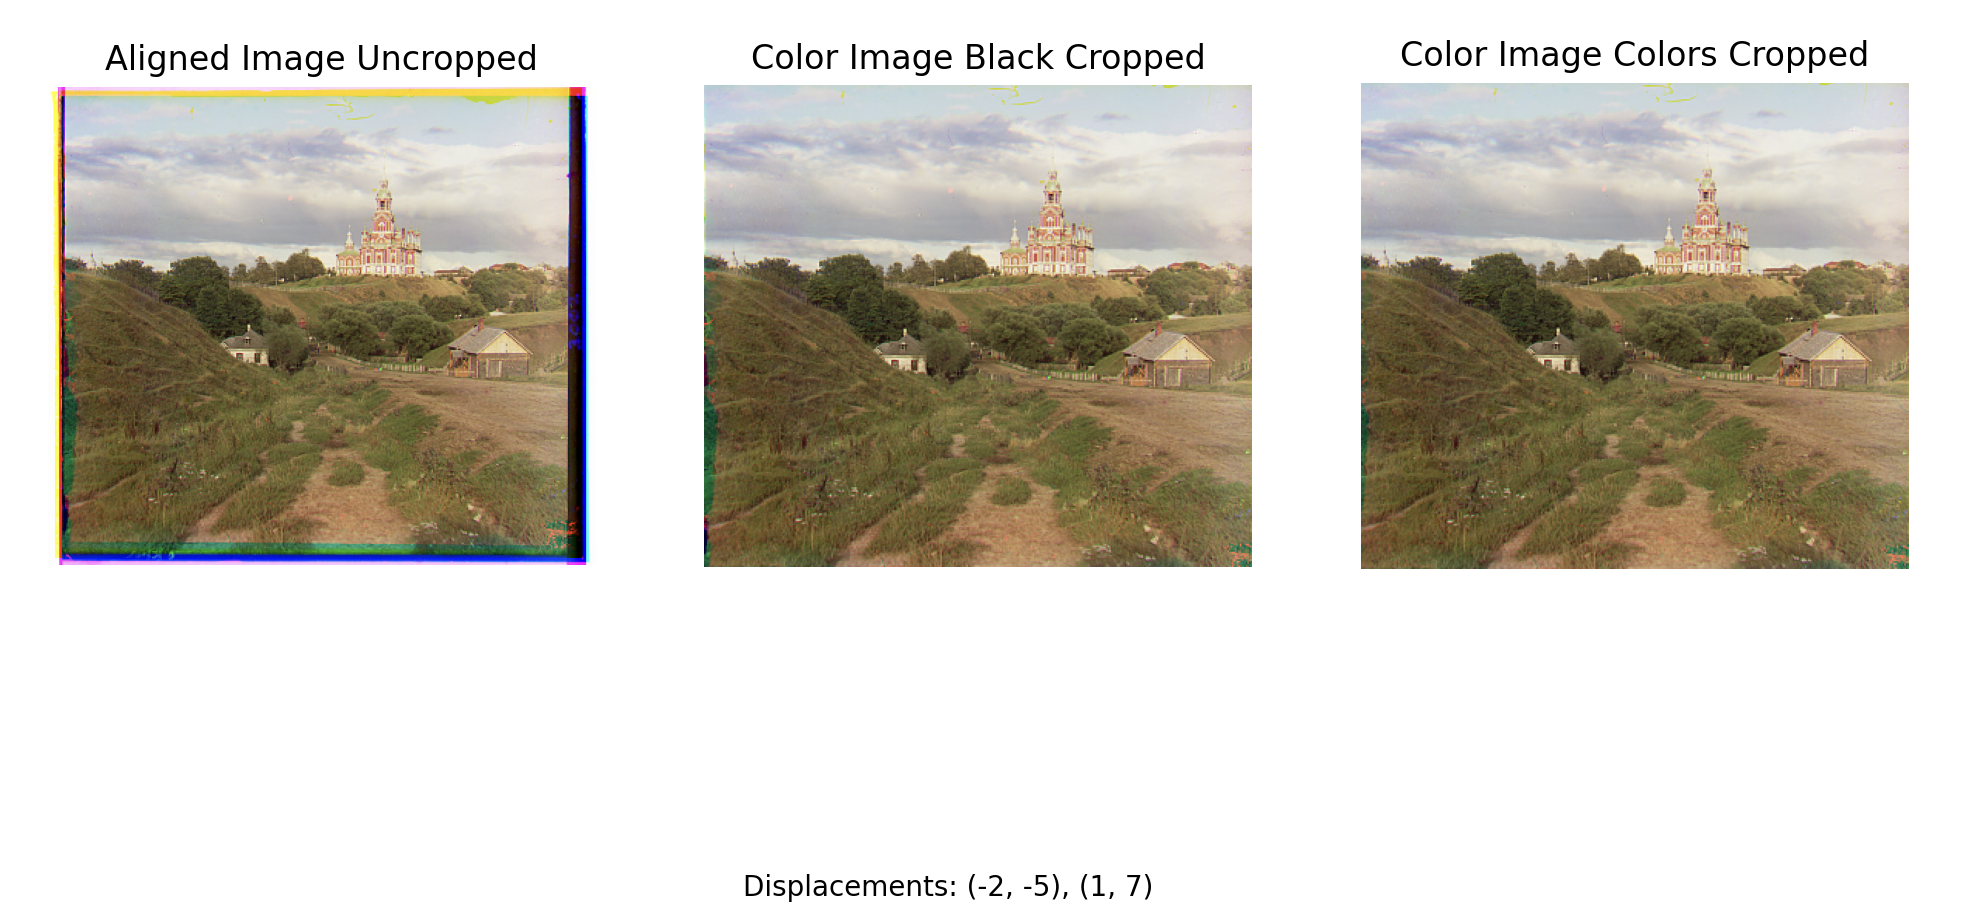 Aligned Image Uncropped
Color Image Black Cropped
Color Image Colors Cropped
Displacements: (-2, -5), (1, 7)